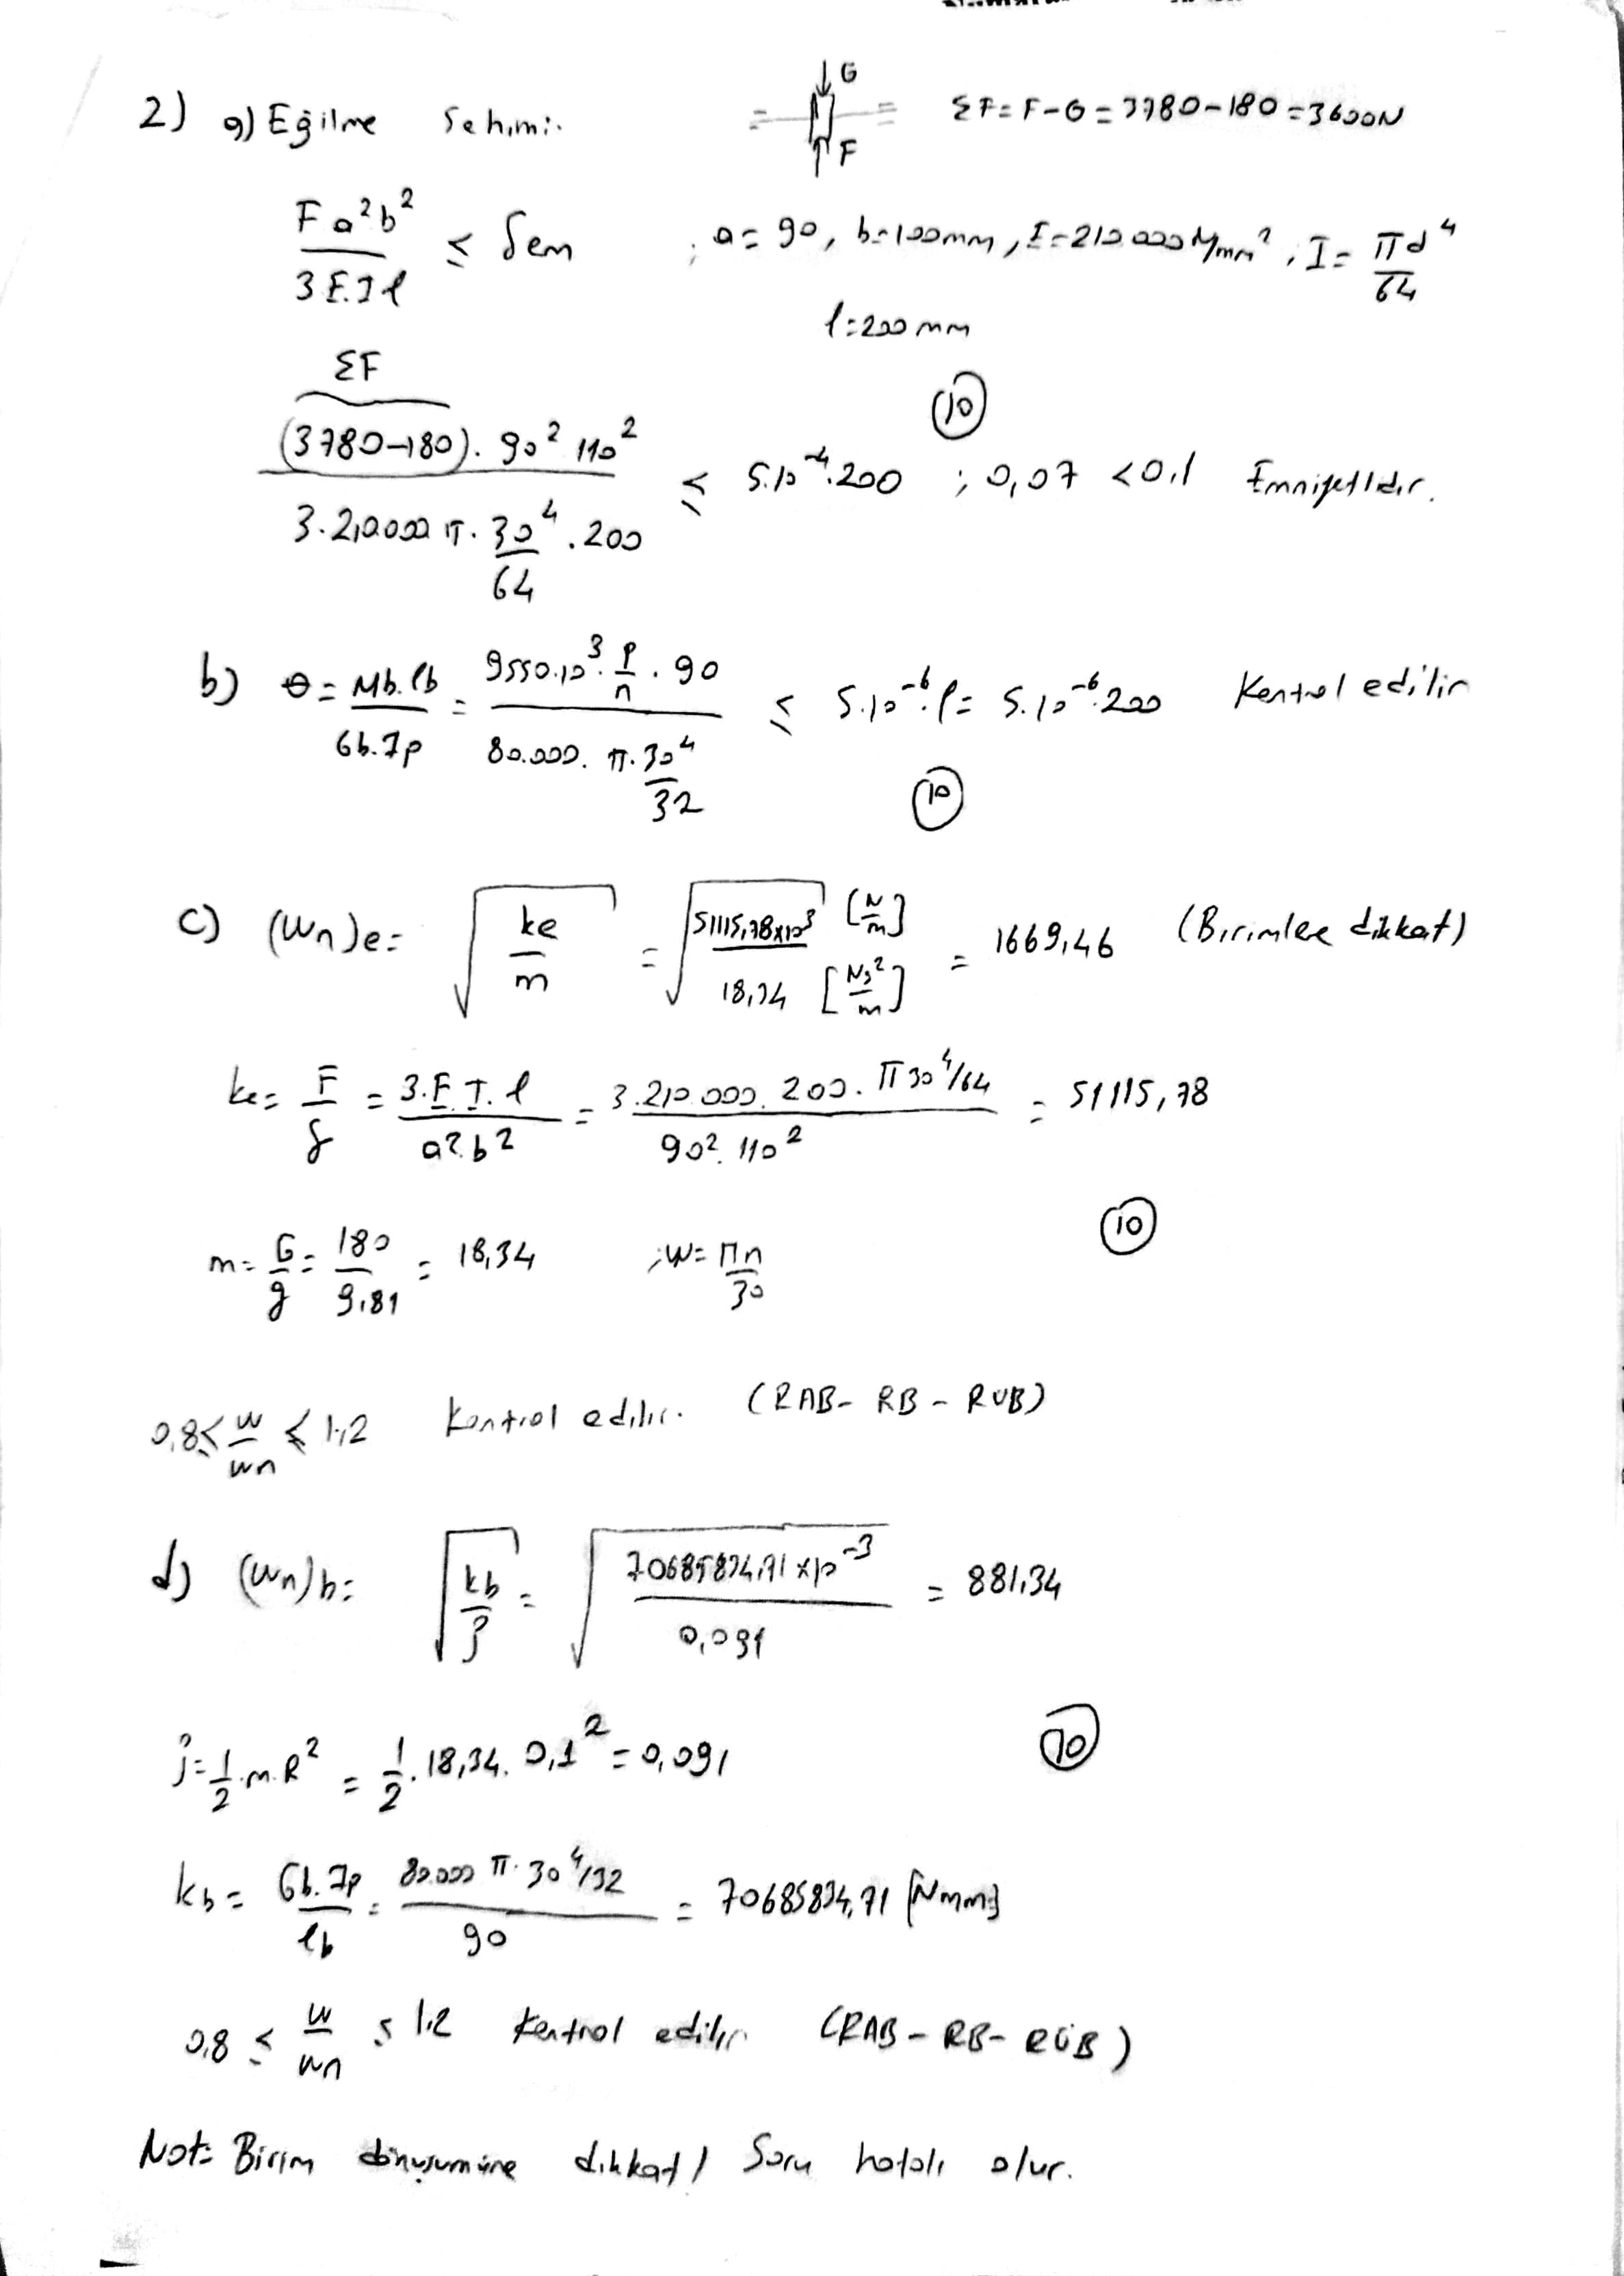 2) a) Eğilme Sehimi: ↓G ↑F ΣF = F-G = 3780-180 = 3600N
F a² b² / 3 E.I l ≤ δem ; a = 90, b=100mm, E=210.000 N/mm², I = πd⁴/64
l=200 mm
ΣF
(3780-180). 90² 110² / 3.210000 π. 30⁴/64 .200 ≤ 5.10⁻⁴.200 ; 0,07 < 0,1 Emniyetlidir.
(10)
b) θ = Mb.lb / Gb.Ip = 9550.10³. P/n . 90 / 80.000. π.30⁴/32 ≤ 5.10⁻⁶.l = 5.10⁻⁶.200 Kontrol edilir
(10)
c) (Wn)e = √(ke/m) = √(51115,78x10³ [N/m] / 18,34 [Ns²/m]) = 1669,46 (Birimlere dikkat)
ke = F/δ = 3.E.I.l / a².b² = 3.210.000. 200. π30⁴/64 / 90².110² = 51115,78
(10)
m = G/g = 180/9,81 = 18,34 ; w = πn/30
0,8 ≤ w/wn ≤ 1,2 Kontrol edilir. (RAB - RB - RÜB)
d) (wn)b = √(kb/j) = √(70685834,71 x10⁻³ / 0,091) = 881,34
j = 1/2 .m.R² = 1/2 . 18,34. 0,1² = 0,091
(10)
kb = Gb.Ip / lb = 80.000 π.30⁴/32 / 90 = 70685834,71 [Nmm]
0,8 ≤ w/wn ≤ 1,2 Kontrol edilir (RAB - RB - RÜB)
Not: Birim dönüşümüne dikkat! Soru hatalı olur.